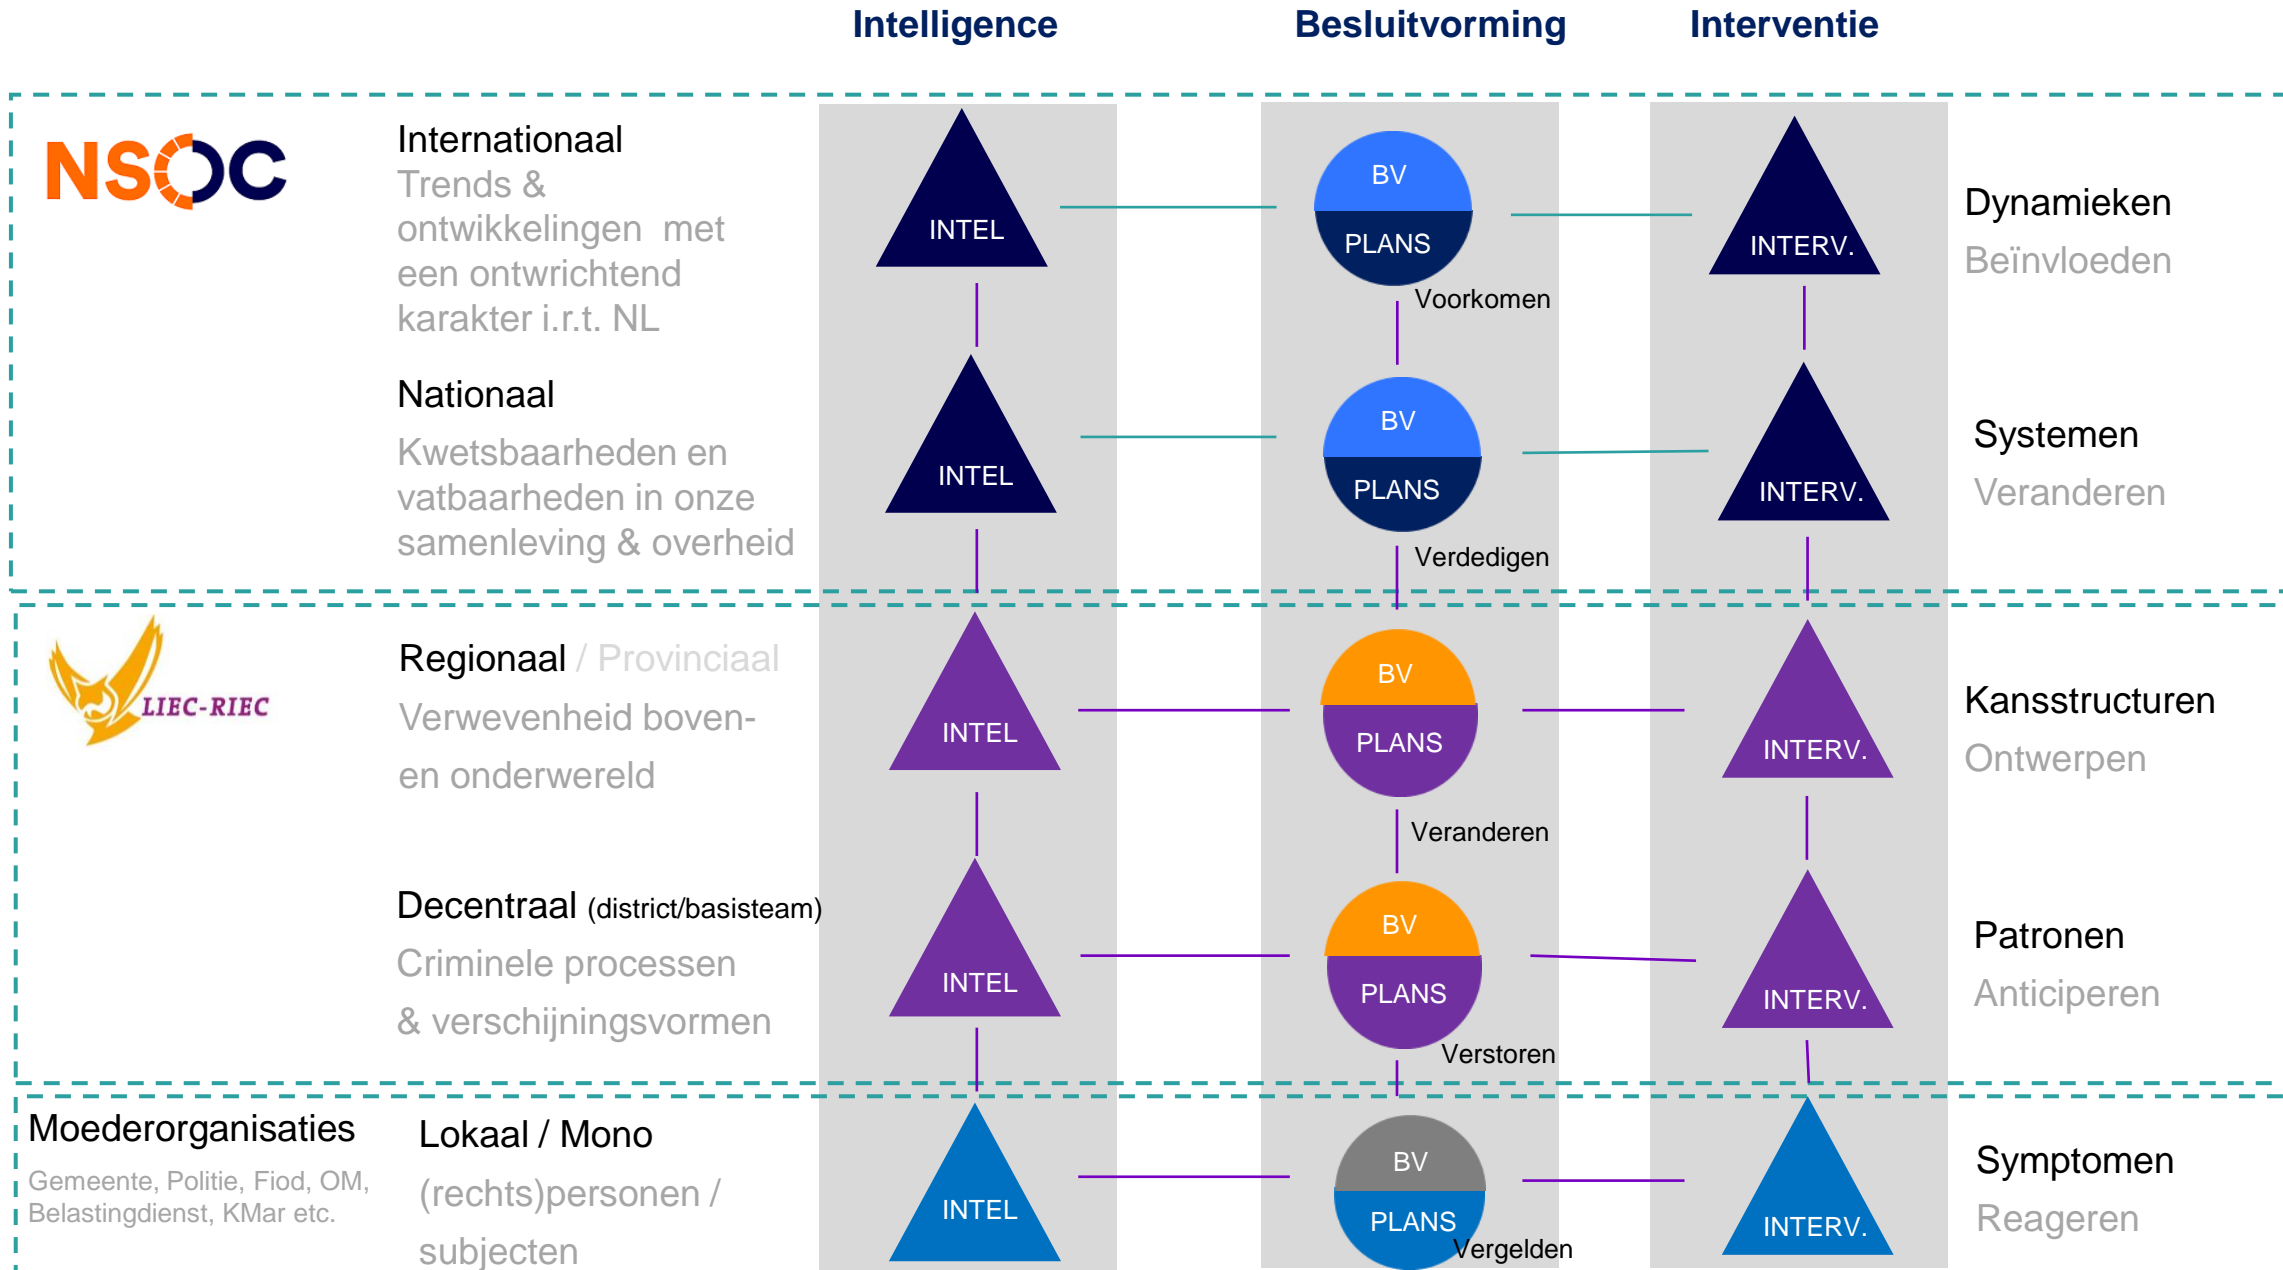 Intelligence
Besluitvorming
Interventie
NSOC
Internationaal
Trends &
ontwikkelingen met
een ontwrichtend
karakter i.r.t. NL
INTEL
BV
PLANS
Voorkomen
INTERV.
Dynamieken
Beïnvloeden
Nationaal
Kwetsbaarheden en
vatbaarheden in onze
samenleving & overheid
INTEL
BV
PLANS
Verdedigen
INTERV.
Systemen
Veranderen
LIEC-RIEC
Regionaal / Provinciaal
Verwevenheid boven-
en onderwereld
INTEL
BV
PLANS
Veranderen
INTERV.
Kansstructuren
Ontwerpen
Decentraal (district/basisteam)
Criminele processen
& verschijningsvormen
INTEL
BV
PLANS
Verstoren
INTERV.
Patronen
Anticiperen
Moederorganisaties
Gemeente, Politie, Fiod, OM,
Belastingdienst, KMar etc.
Lokaal / Mono
(rechts)personen /
subjecten
INTEL
BV
PLANS
Vergelden
INTERV.
Symptomen
Reageren